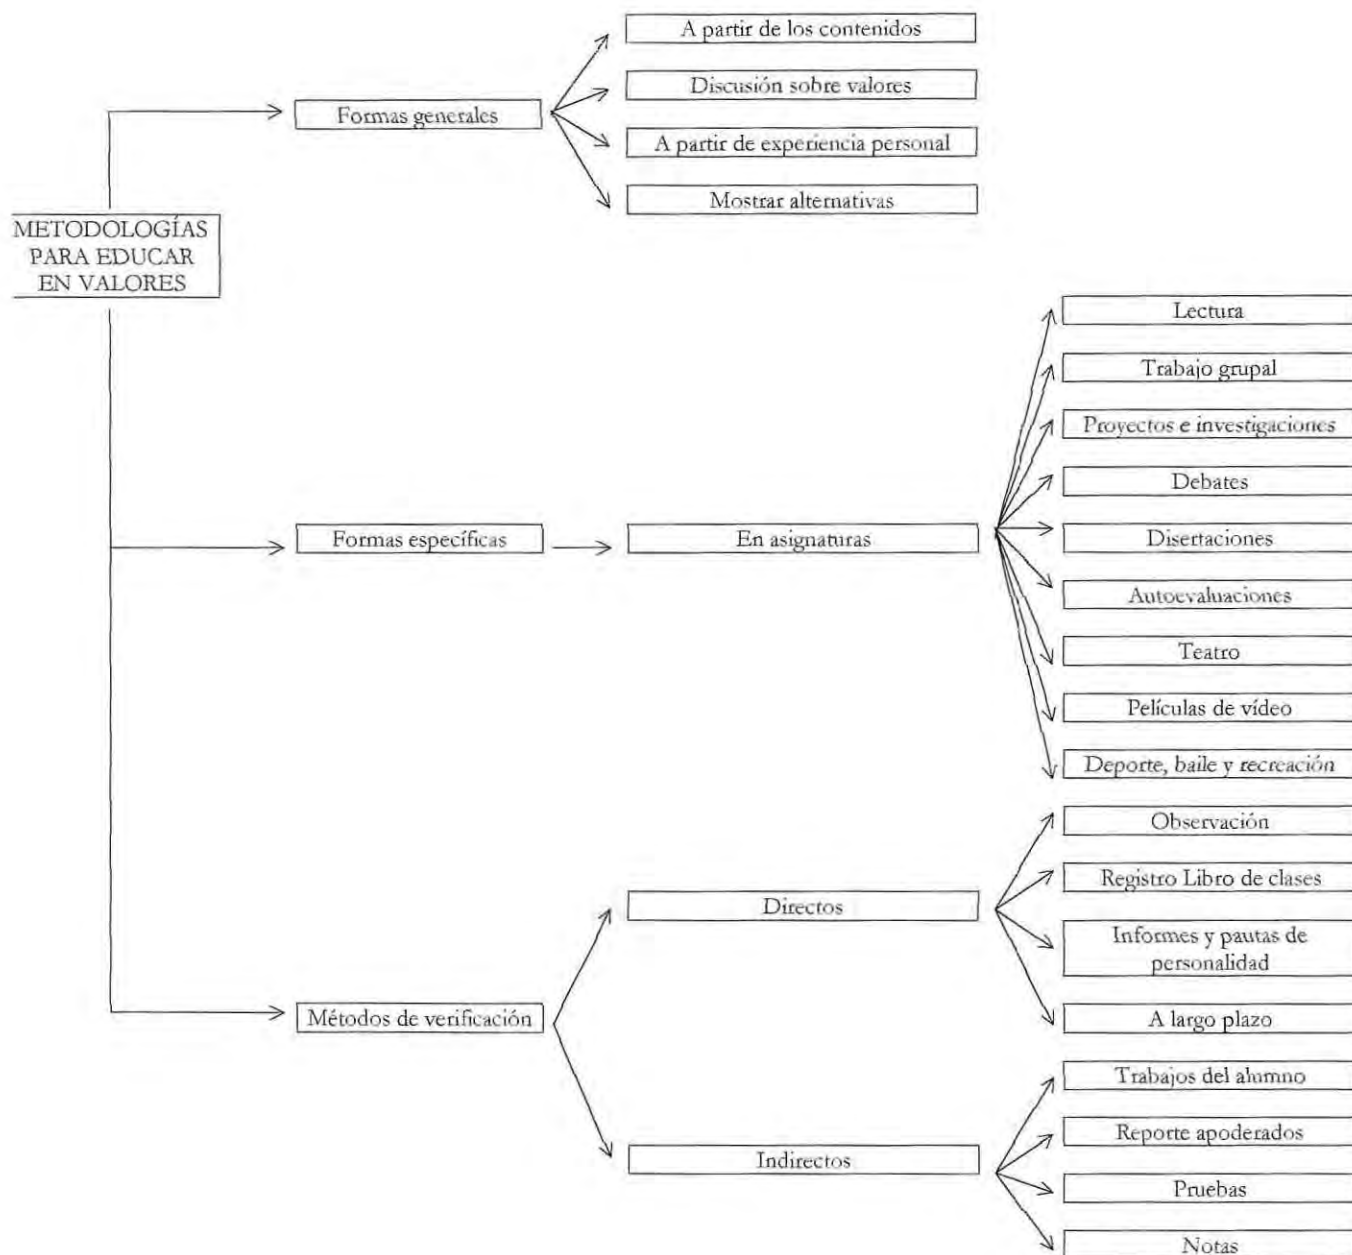 A partir de los contenidos
Discusión sobre valores
Formas generales
A partir de experiencia personal
Mostrar alternativas
METODOLOGÍAS
PARA EDUCAR
EN VALORES
Lectura
Trabajo grupal
Proyectos e investigaciones
Debates
Formas específicas
En asignaturas
Disertaciones
Autoevaluaciones
Teatro
Películas de vídeo
Deporte, baile y recreación
Observación
Registro Libro de clases
Directos
Informes y pautas de
personalidad
Métodos de verificación
A largo plazo
Trabajos del alumno
Reporte apoderados
Indirectos
Pruebas
Notas